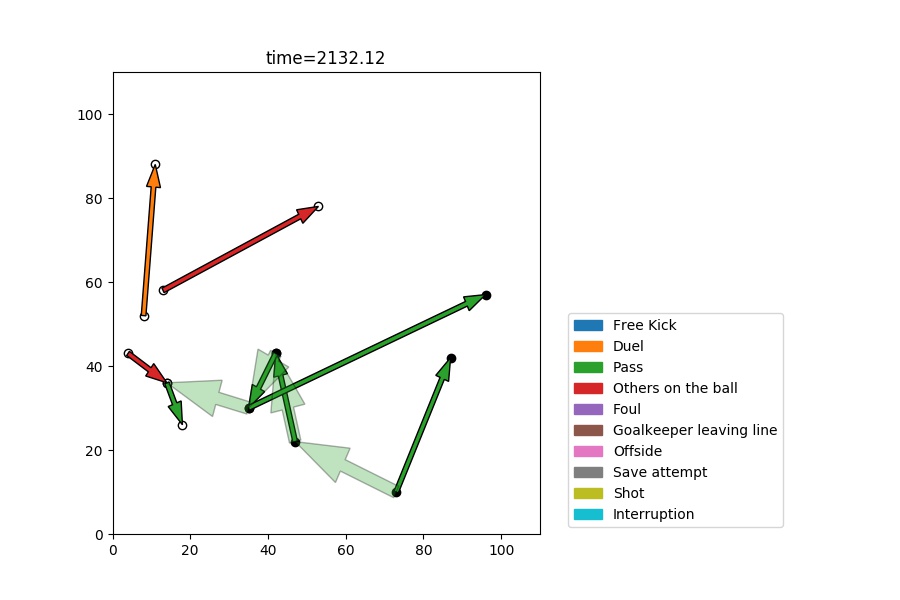 time=2132.12
100
80
60
40
20
0
0 20 40 60 80 100
Free Kick
Duel
Pass
Others on the ball
Foul
Goalkeeper leaving line
Offside
Save attempt
Shot
Interruption